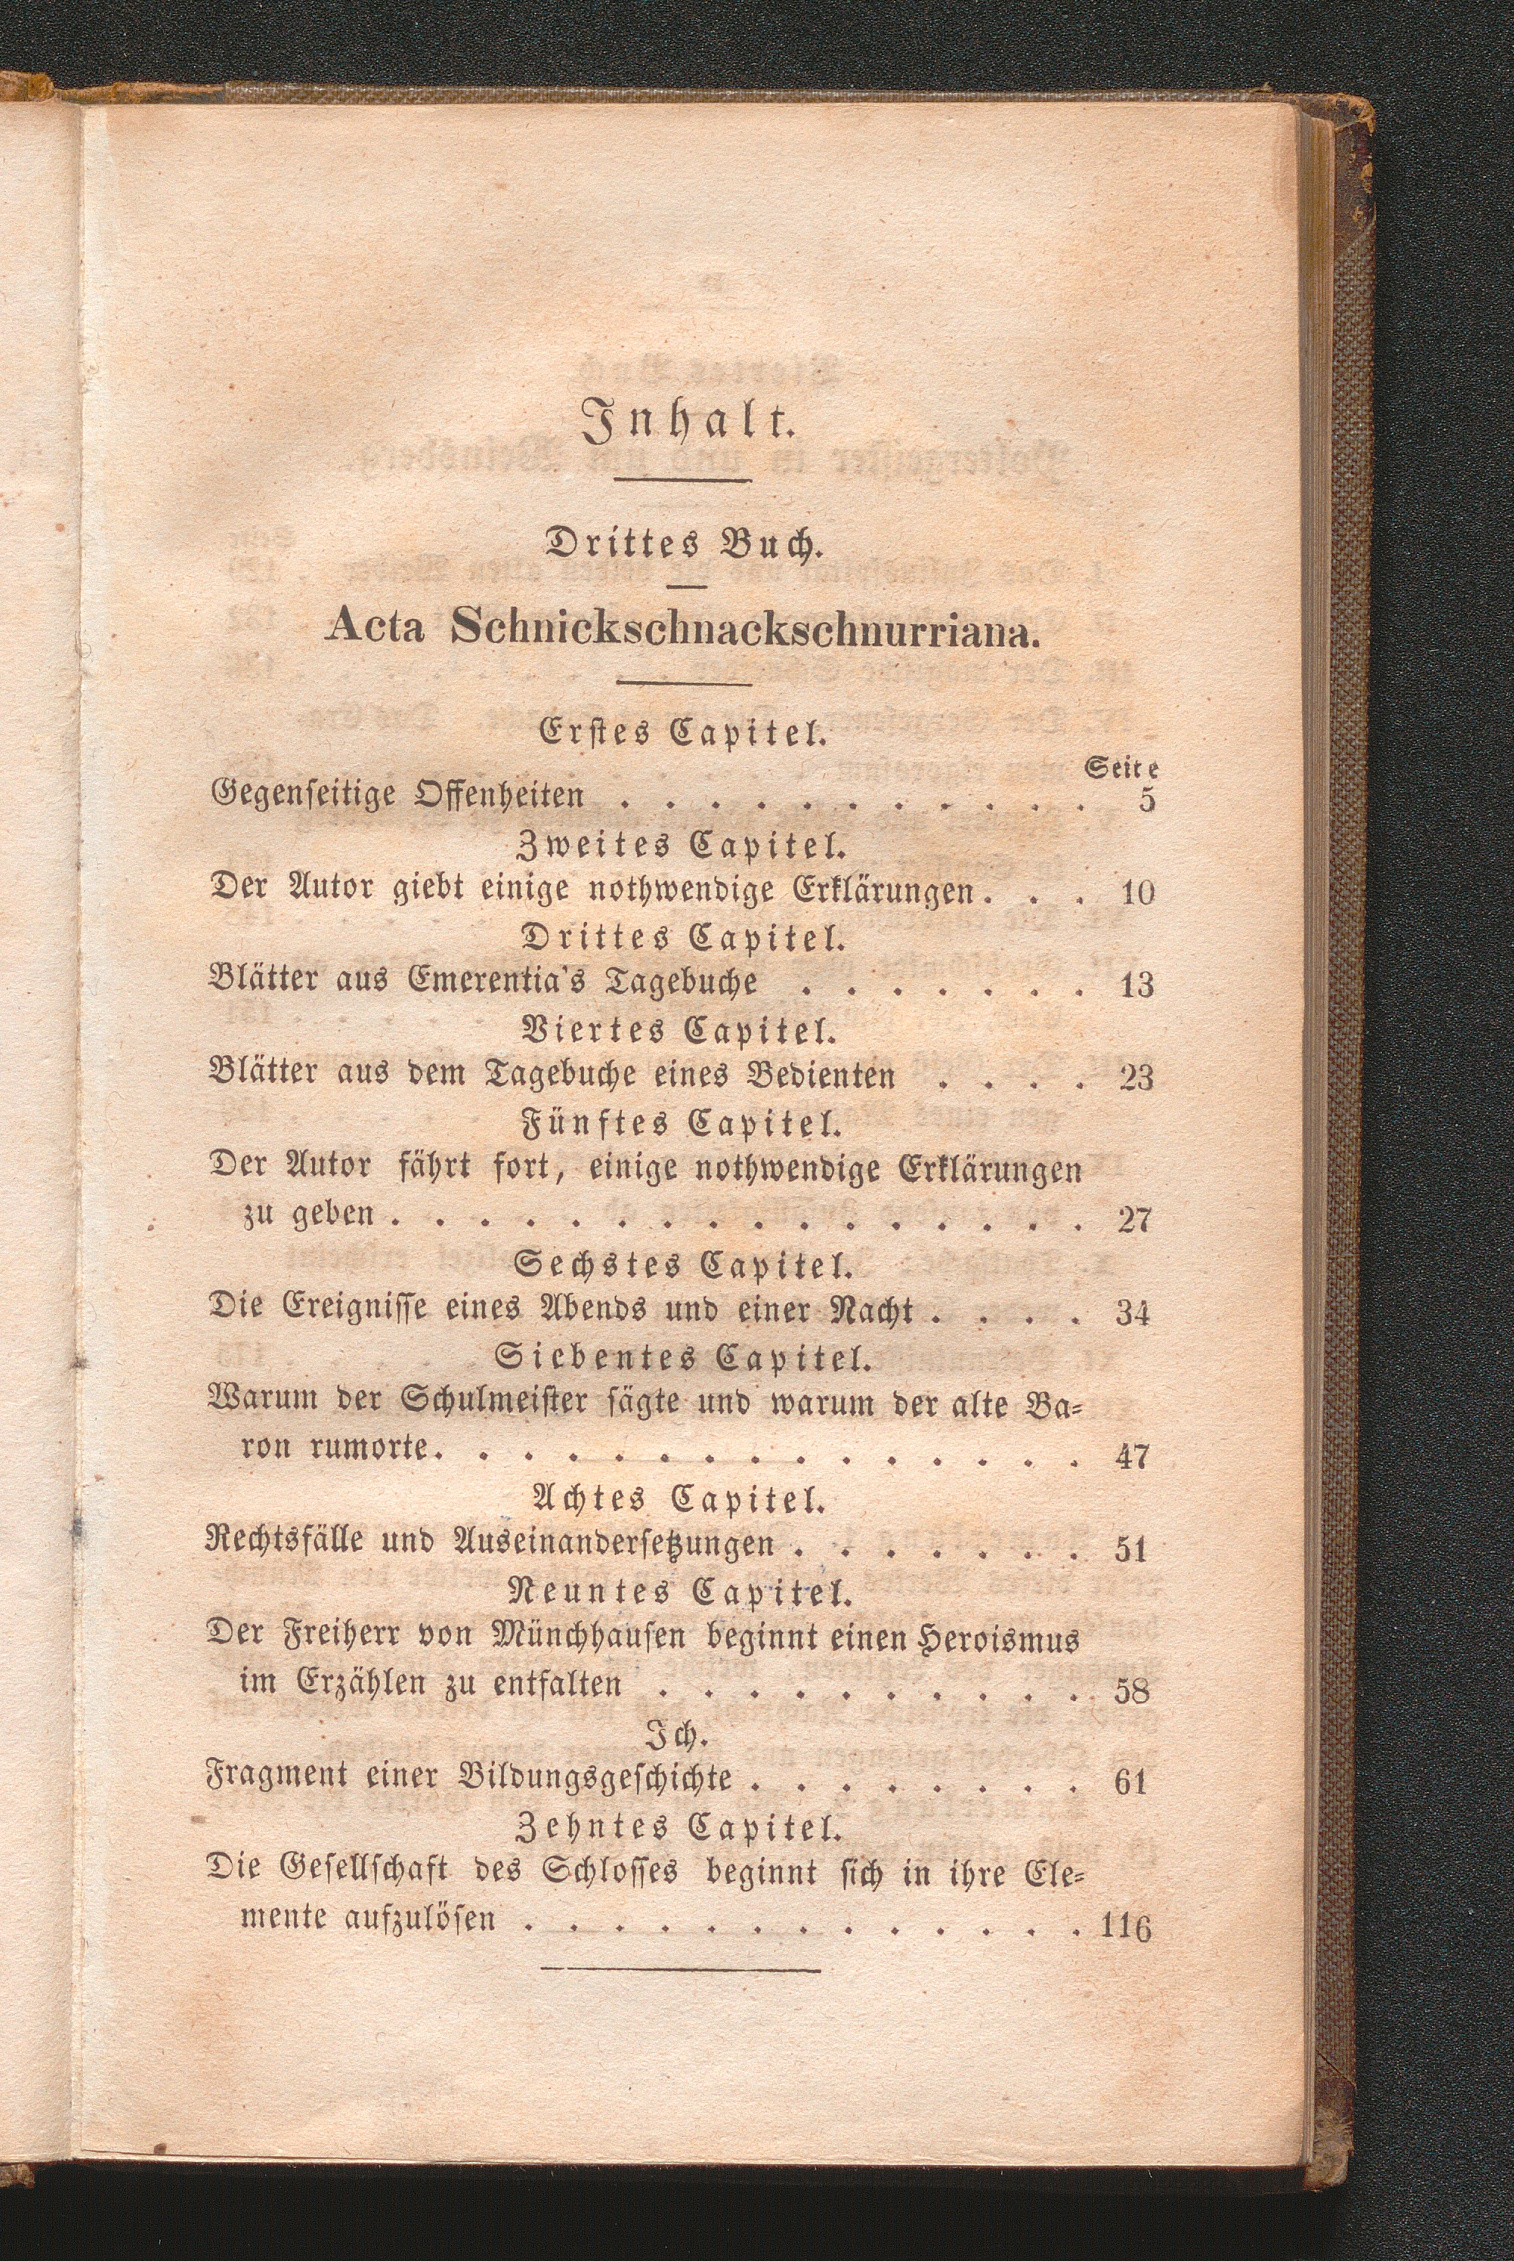 Inhalt.
Drittes Buch.
Acta Schnickschnackschnurriana.
Erstes Capitel.
Seite
Gegenseitige Offenheiten . . . . . . . . . . . 5
Zweites Capitel.
Der Autor giebt einige nothwendige Erklärungen. . . 10
Drittes Capitel.
Blätter aus Emerentia's Tagebuche . . . . . . . 13
Viertes Capitel.
Blätter aus dem Tagebuche eines Bedienten . . . . 23
Fünftes Capitel.
Der Autor fährt fort, einige nothwendige Erklärungen
zu geben . . . . . . . . . . . . . . . . 27
Sechstes Capitel.
Die Ereignisse eines Abends und einer Nacht . . . . 34
Siebentes Capitel.
Warum der Schulmeister sägte und warum der alte Ba-
ron rumorte. . . . . . . . . . . . . . . 47
Achtes Capitel.
Rechtsfälle und Auseinandersetzungen . . . . . . . 51
Neuntes Capitel.
Der Freiherr von Münchhausen beginnt einen Heroismus
im Erzählen zu entfalten . . . . . . . . . . 58
Ich.
Fragment einer Bildungsgeschichte . . . . . . . . 61
Zehntes Capitel.
Die Gesellschaft des Schlosses beginnt sich in ihre Ele-
mente aufzulösen . . . . . . . . . . . . . 116